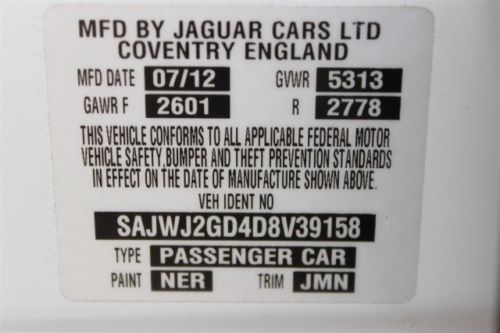 MFD BY JAGUAR CARS LTD
COVENTRY ENGLAND
MFD DATE 07/12 GVWR 5313
GAWR F 2601 R 2778
THIS VEHICLE CONFORMS TO ALL APPLICABLE FEDERAL MOTOR
VEHICLE SAFETY, BUMPER AND THEFT PREVENTION STANDARDS
IN EFFECT ON THE DATE OF MANUFACTURE SHOWN ABOVE.
VEH IDENT NO
SAJWJ2GD4D8V39158
TYPE PASSENGER CAR
PAINT NER TRIM JMN